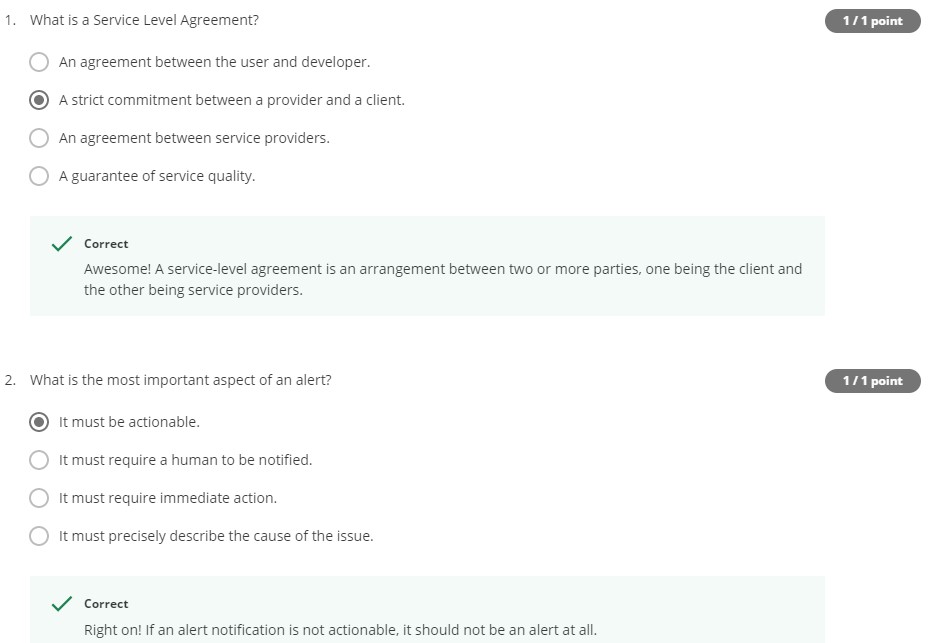 1. What is a Service Level Agreement?
1 / 1 point
An agreement between the user and developer.
A strict commitment between a provider and a client.
An agreement between service providers.
A guarantee of service quality.
Correct
Awesome! A service-level agreement is an arrangement between two or more parties, one being the client and
the other being service providers.
2. What is the most important aspect of an alert?
1 / 1 point
It must be actionable.
It must require a human to be notified.
It must require immediate action.
It must precisely describe the cause of the issue.
Correct
Right on! If an alert notification is not actionable, it should not be an alert at all.